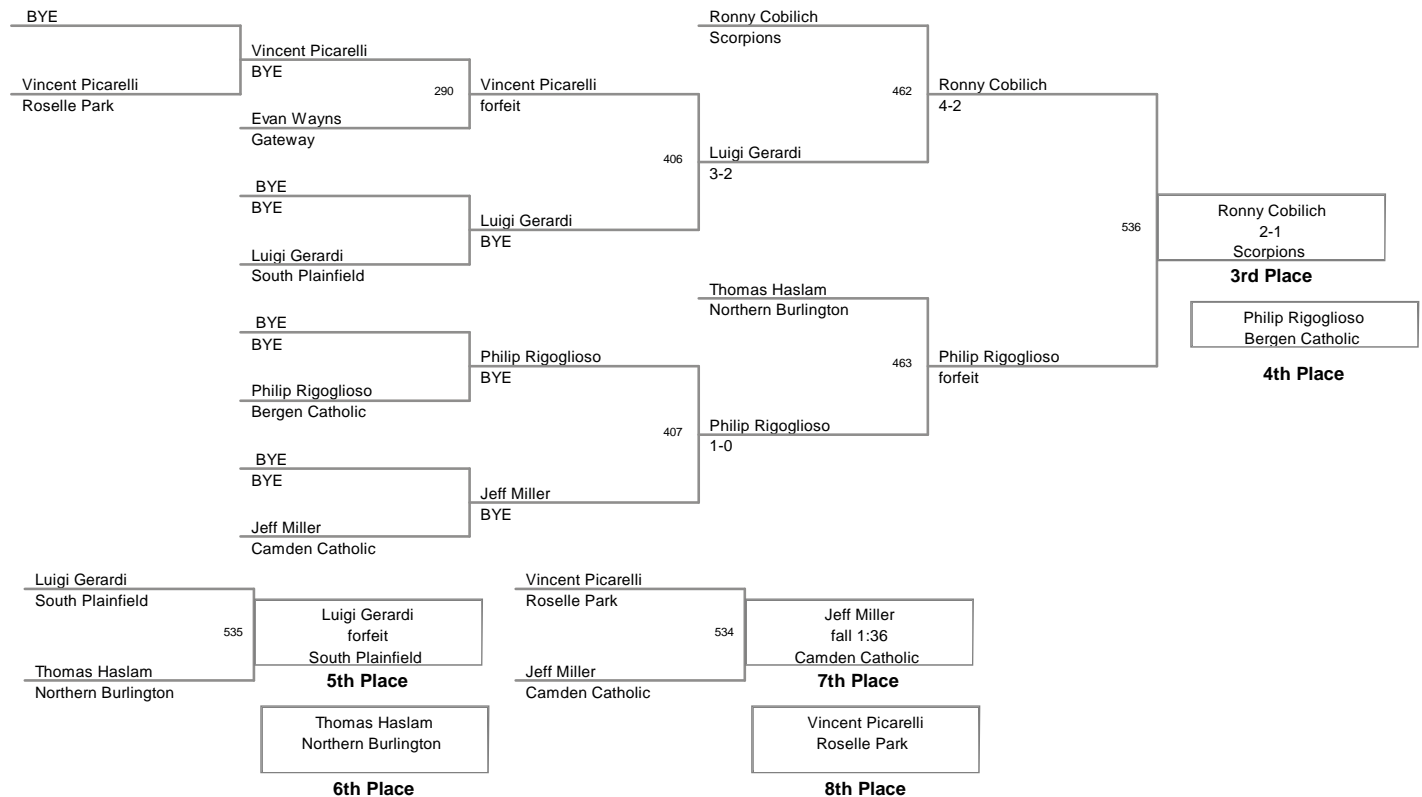 BYE
Vincent Picarelli
Roselle Park
Vincent Picarelli
BYE
290
Evan Wayns
Gateway
BYE
BYE
Luigi Gerardi
South Plainfield
BYE
BYE
Philip Rigoglioso
Bergen Catholic
BYE
BYE
Jeff Miller
Camden Catholic
Vincent Picarelli
forfeit
406
Luigi Gerardi
BYE
Philip Rigoglioso
BYE
407
Jeff Miller
BYE
Ronny Cobilich
Scorpions
462
Luigi Gerardi
3-2
Thomas Haslam
Northern Burlington
463
Philip Rigoglioso
1-0
Ronny Cobilich
4-2
536
Philip Rigoglioso
forfeit
Ronny Cobilich
2-1
Scorpions
3rd Place
Philip Rigoglioso
Bergen Catholic
4th Place
Luigi Gerardi
South Plainfield
535
Thomas Haslam
Northern Burlington
Luigi Gerardi
forfeit
South Plainfield
5th Place
Thomas Haslam
Northern Burlington
6th Place
Vincent Picarelli
Roselle Park
534
Jeff Miller
Camden Catholic
Jeff Miller
fall 1:36
Camden Catholic
7th Place
Vincent Picarelli
Roselle Park
8th Place